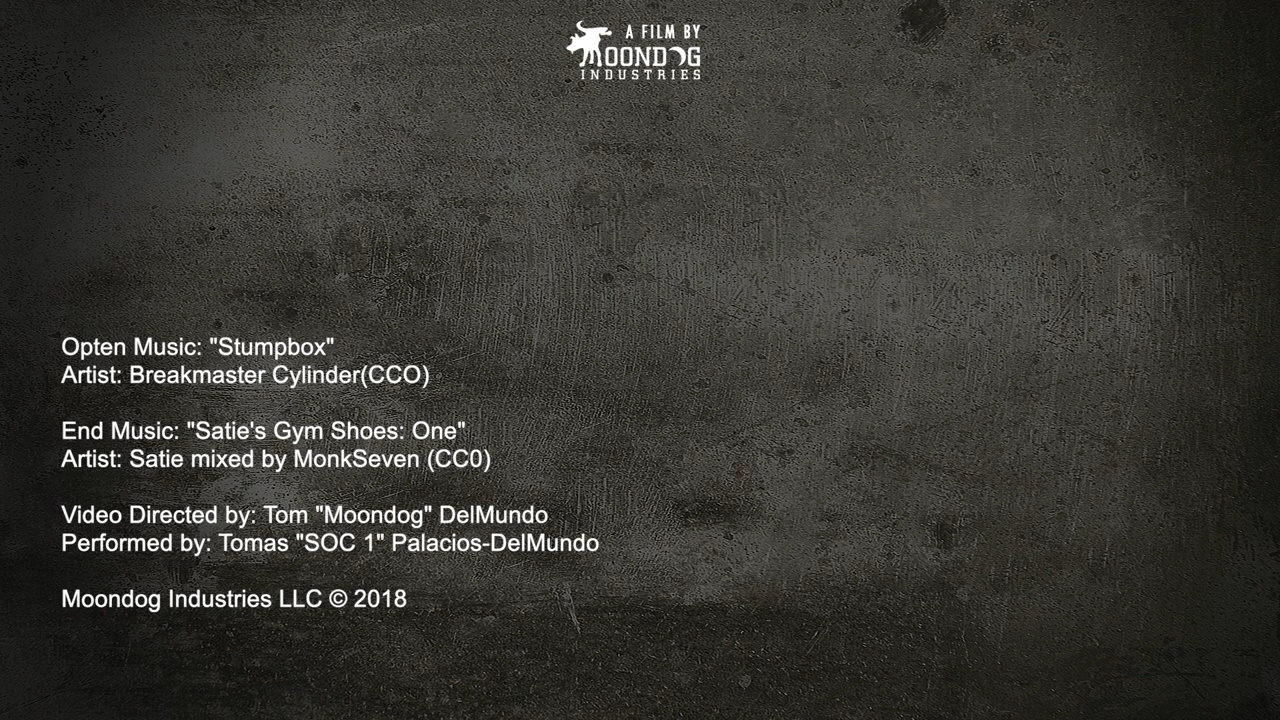 A FILM BY
MOONDOG
INDUSTRIES
Opten Music: "Stumpbox"
Artist: Breakmaster Cylinder(CCO)
End Music: "Satie's Gym Shoes: One"
Artist: Satie mixed by MonkSeven (CC0)
Video Directed by: Tom "Moondog" DelMundo
Performed by: Tomas "SOC 1" Palacios-DelMundo
Moondog Industries LLC © 2018